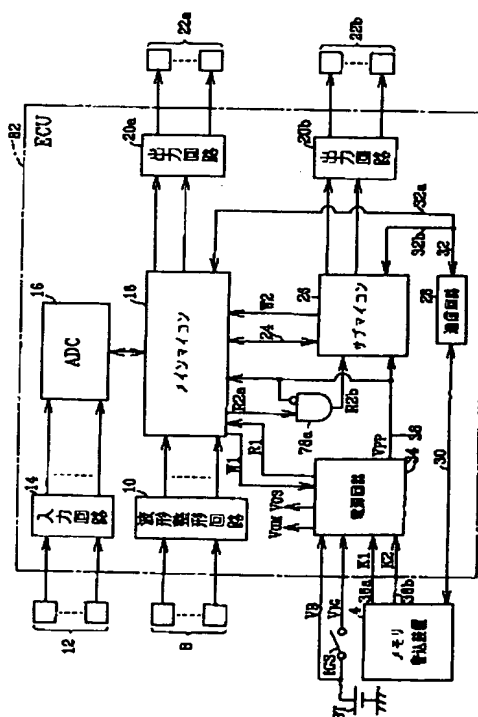 82
ECU
12
14
入力回路
16
ADC
8
10
波形整形回路
18
メインマイコン
20a
出力回路
22a
20b
出力回路
22b
24
W2
26
サブマイコン
R2a
R2b
78a
W1
R1
VOM VOS
34
電源回路
VPP
38
VB
VIG
IGS
BT
K1
K2
36a
36b
4
メモリ書込装置
30
28
通信回路
32
32a
32b